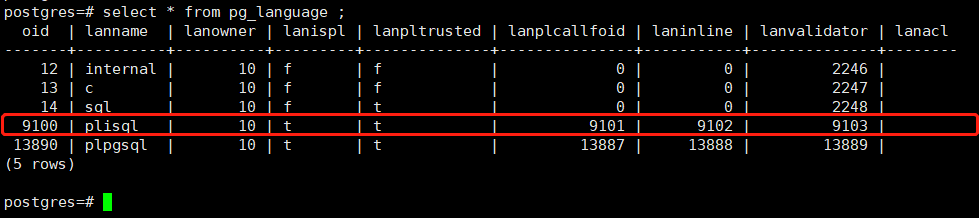 postgres=# select * from pg_language ;
  oid  | lanname  | lanowner | lanispl | lanpltrusted | lanplcallfoid | laninline | lanvalidator | lanacl
-------+----------+----------+---------+--------------+---------------+-----------+--------------+--------
    12 | internal |       10 | f       | f            |             0 |         0 |         2246 |
    13 | c        |       10 | f       | f            |             0 |         0 |         2247 |
    14 | sql      |       10 | f       | t            |             0 |         0 |         2248 |
  9100 | plisql   |       10 | t       | t            |          9101 |      9102 |         9103 |
 13890 | plpgsql  |       10 | t       | t            |         13887 |     13888 |        13889 |
(5 rows)
postgres=#